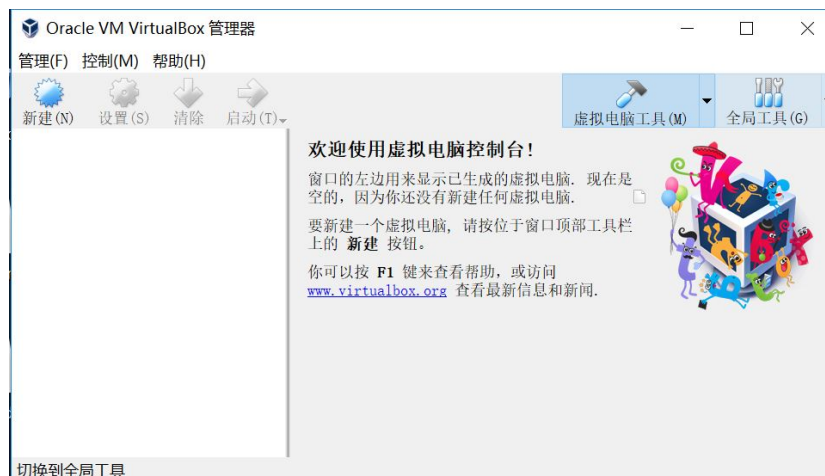 Oracle VM VirtualBox 管理器
管理(F) 控制(M) 帮助(H)
新建(N) 设置(S) 清除 启动(T) 虚拟电脑工具(M) 全局工具(G)
欢迎使用虚拟电脑控制台!
窗口的左边用来显示已生成的虚拟电脑. 现在是
空的, 因为你还没有新建任何虚拟电脑.
要新建一个虚拟电脑, 请按位于窗口顶部工具栏
上的 新建 按钮。
你可以按 F1 键来查看帮助, 或访问
www.virtualbox.org 查看最新信息和新闻.
切换到全局工具